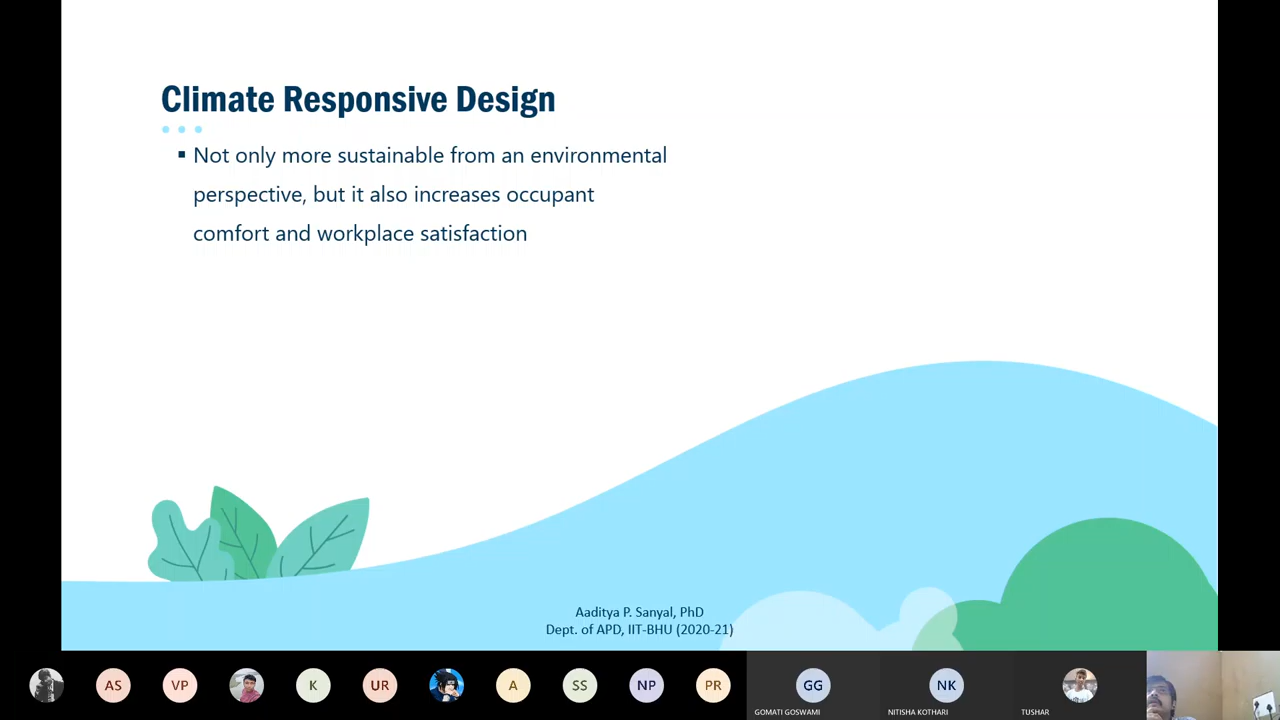 Climate Responsive Design
▪ Not only more sustainable from an environmental
perspective, but it also increases occupant
comfort and workplace satisfaction
Aaditya P. Sanyal, PhD
Dept. of APD, IIT-BHU (2020-21)
AS
VP
K
UR
A
SS
NP
PR
GG
NK
GOMATI GOSWAMI
NITISHA KOTHARI
TUSHAR